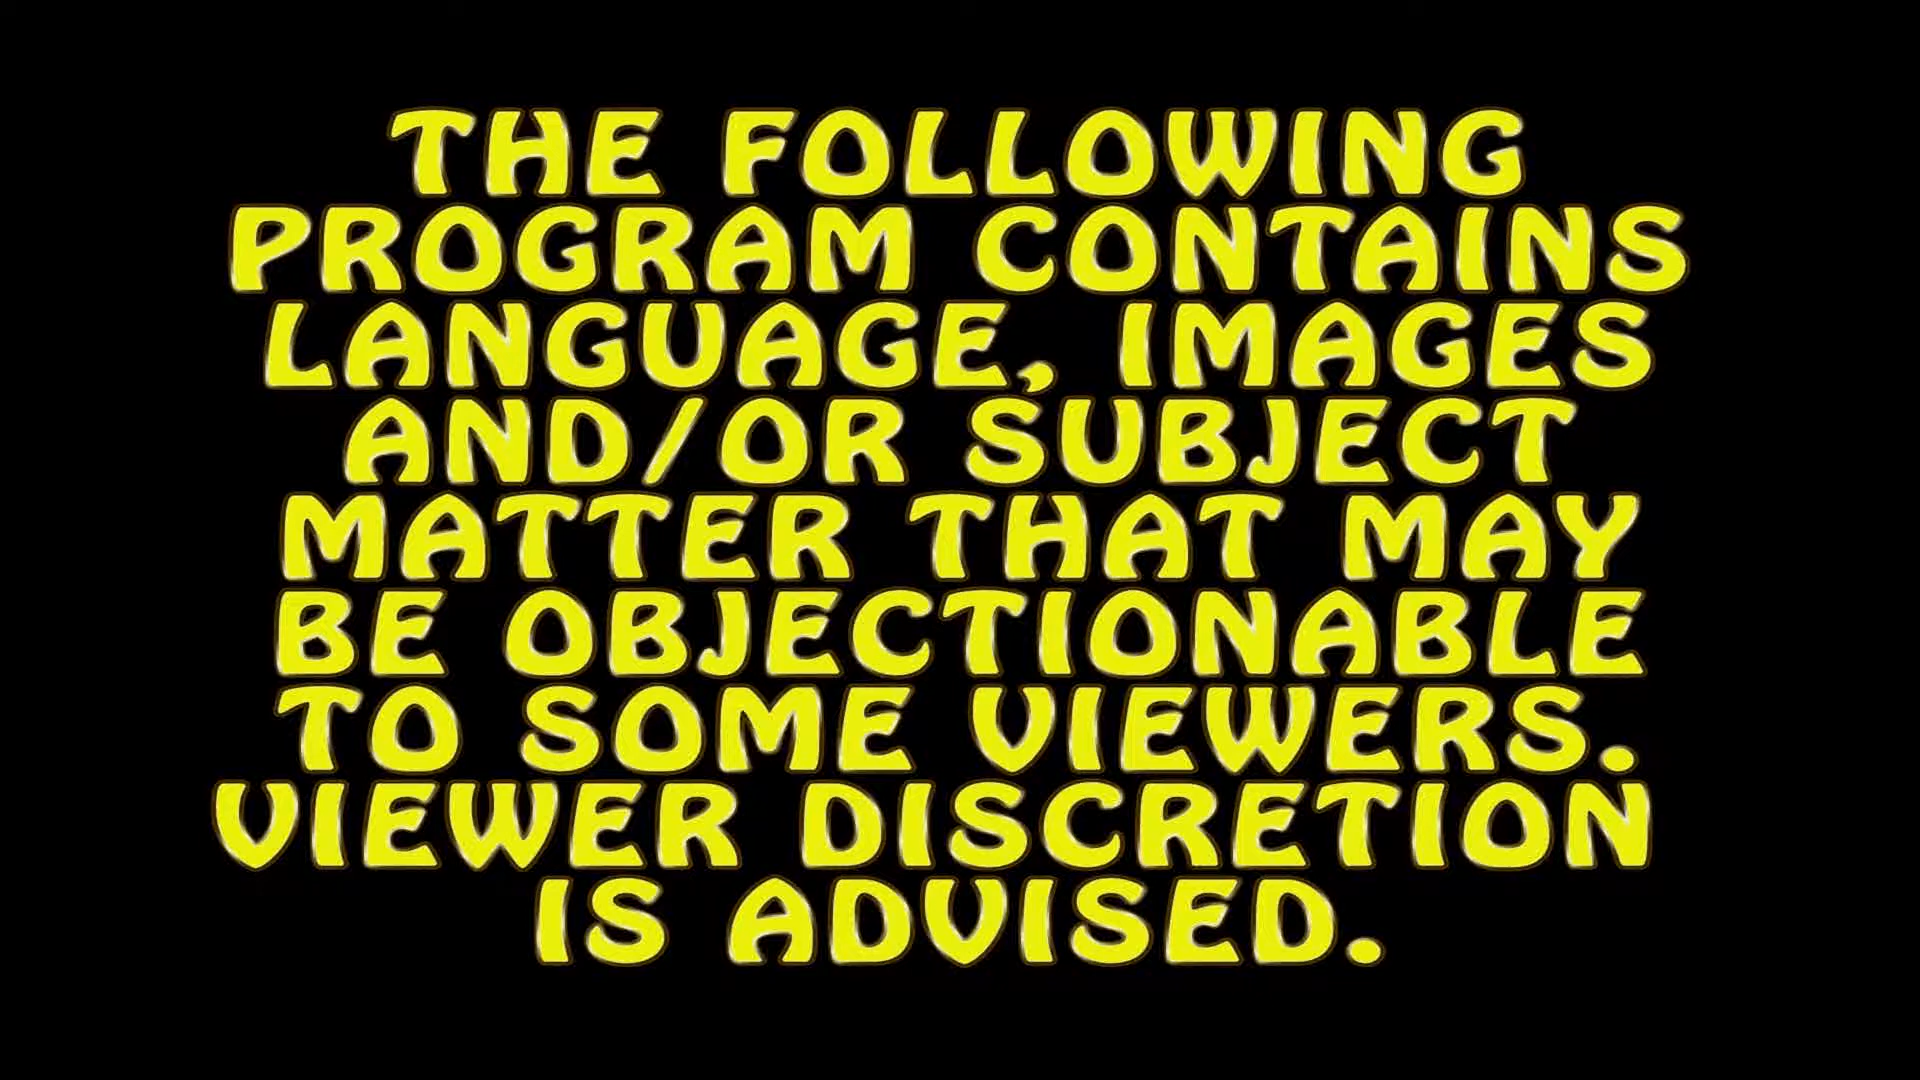 THE FOLLOWING
PROGRAM CONTAINS
LANGUAGE, IMAGES
AND/OR SUBJECT
MATTER THAT MAY
BE OBJECTIONABLE
TO SOME VIEWERS.
VIEWER DISCRETION
IS ADVISED.